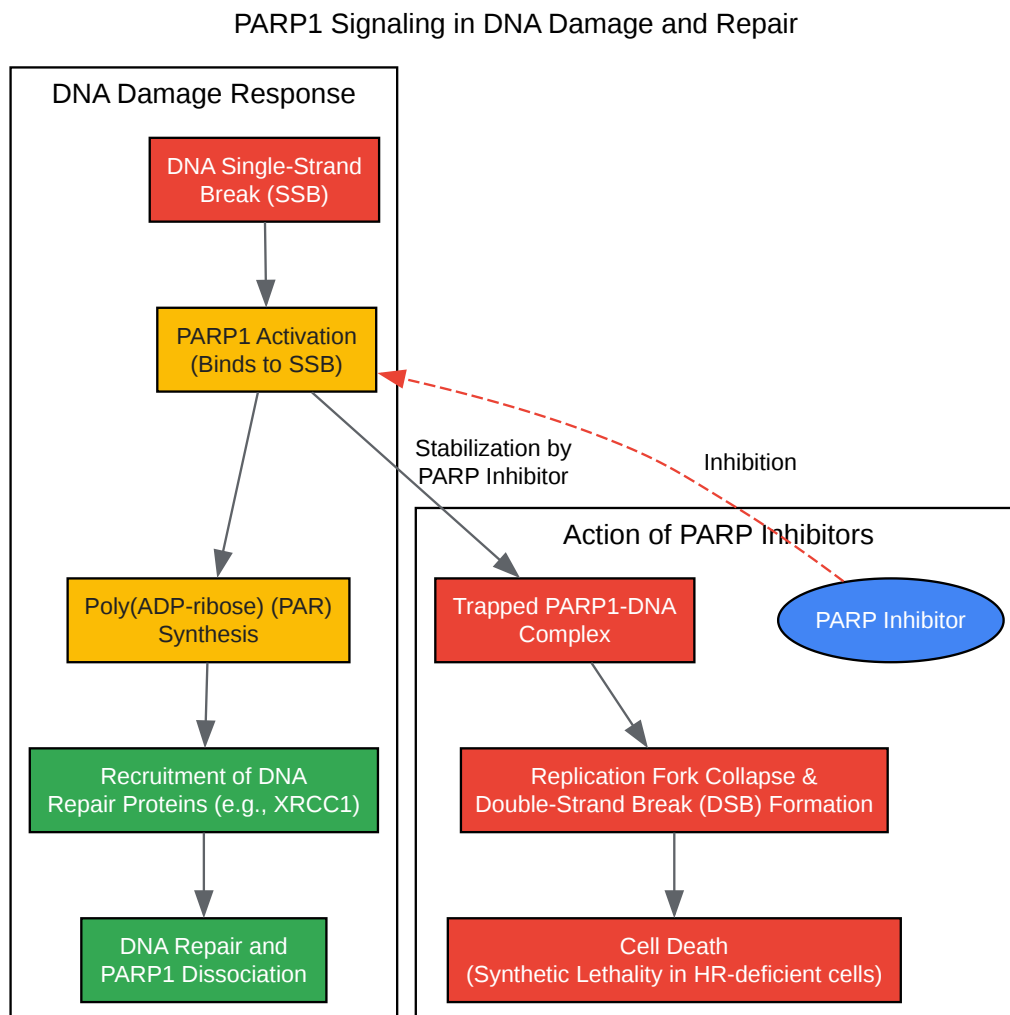 PARP1 Signaling in DNA Damage and Repair
DNA Damage Response
DNA Single-Strand
Break (SSB)
PARP1 Activation
(Binds to SSB)
Stabilization by
PARP Inhibitor
Inhibition
Poly(ADP-ribose) (PAR)
Synthesis
Recruitment of DNA
Repair Proteins (e.g., XRCC1)
DNA Repair and
PARP1 Dissociation
Action of PARP Inhibitors
Trapped PARP1-DNA
Complex
PARP Inhibitor
Replication Fork Collapse &
Double-Strand Break (DSB) Formation
Cell Death
(Synthetic Lethality in HR-deficient cells)